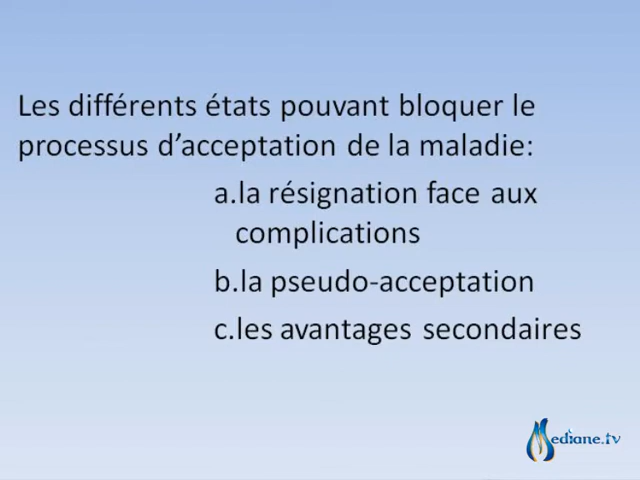 Les différents états pouvant bloquer le
processus d’acceptation de la maladie:
a.la résignation face aux
complications
b.la pseudo-acceptation
c.les avantages secondaires
Mediane.tv